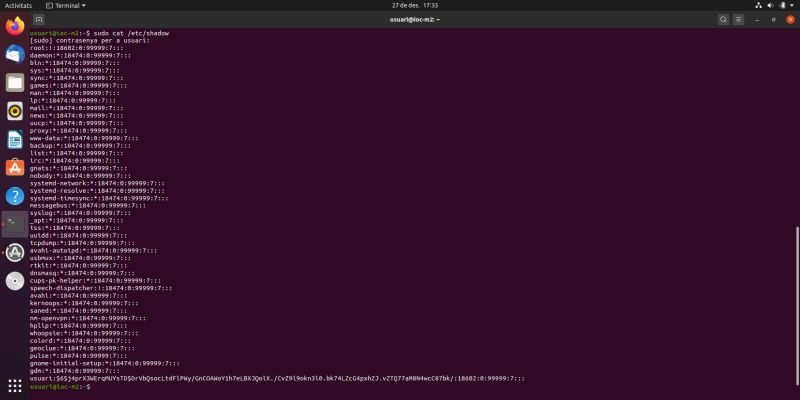 Activitats
Terminal
27 de des. 17:33
usuari@ioc-m2: ~
usuari@ioc-m2:~$ sudo cat /etc/shadow
[sudo] contrasenya per a usuari:
root:!:18602:0:99999:7:::
daemon:*:18474:0:99999:7:::
bin:*:18474:0:99999:7:::
sys:*:18474:0:99999:7:::
sync:*:18474:0:99999:7:::
games:*:18474:0:99999:7:::
man:*:18474:0:99999:7:::
lp:*:18474:0:99999:7:::
mail:*:18474:0:99999:7:::
news:*:18474:0:99999:7:::
uucp:*:18474:0:99999:7:::
proxy:*:18474:0:99999:7:::
www-data:*:18474:0:99999:7:::
backup:*:18474:0:99999:7:::
list:*:18474:0:99999:7:::
irc:*:18474:0:99999:7:::
gnats:*:18474:0:99999:7:::
nobody:*:18474:0:99999:7:::
systemd-network:*:18474:0:99999:7:::
systemd-resolve:*:18474:0:99999:7:::
systemd-timesync:*:18474:0:99999:7:::
messagebus:*:18474:0:99999:7:::
syslog:*:18474:0:99999:7:::
_apt:*:18474:0:99999:7:::
tss:*:18474:0:99999:7:::
uuidd:*:18474:0:99999:7:::
tcpdump:*:18474:0:99999:7:::
avahi-autoipd:*:18474:0:99999:7:::
usbmux:*:18474:0:99999:7:::
rtkit:*:18474:0:99999:7:::
dnsmasq:*:18474:0:99999:7:::
cups-pk-helper:*:18474:0:99999:7:::
speech-dispatcher:!:18474:0:99999:7:::
avahi:*:18474:0:99999:7:::
kernoops:*:18474:0:99999:7:::
saned:*:18474:0:99999:7:::
nm-openvpn:*:18474:0:99999:7:::
hplip:*:18474:0:99999:7:::
whoopsie:*:18474:0:99999:7:::
colord:*:18474:0:99999:7:::
geoclue:*:18474:0:99999:7:::
pulse:*:18474:0:99999:7:::
gnome-initial-setup:*:18474:0:99999:7:::
gdm:*:18474:0:99999:7:::
usuari:              :18602:0:99999:7:::
usuari@ioc-m2:~$